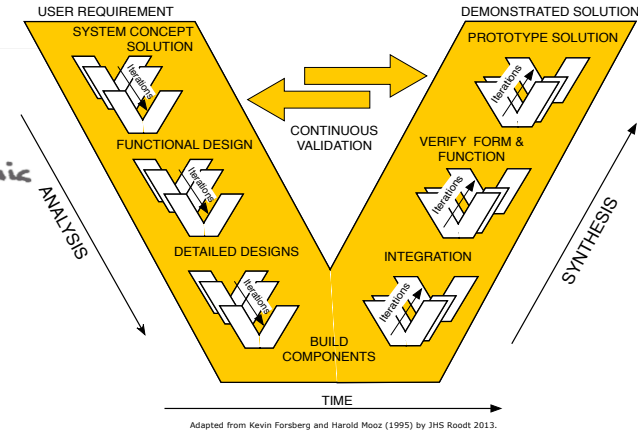 USER REQUIREMENT
DEMONSTRATED SOLUTION
SYSTEM CONCEPT
SOLUTION
Iterations
PROTOTYPE SOLUTION
Iterations
CONTINUOUS
VALIDATION
FUNCTIONAL DESIGN
Iterations
VERIFY FORM &
FUNCTION
Iterations
ANALYSIS
SYNTHESIS
DETAILED DESIGNS
Iterations
INTEGRATION
Iterations
BUILD
COMPONENTS
TIME
Adapted from Kevin Forsberg and Harold Mooz (1995) by JHS Roodt 2013.